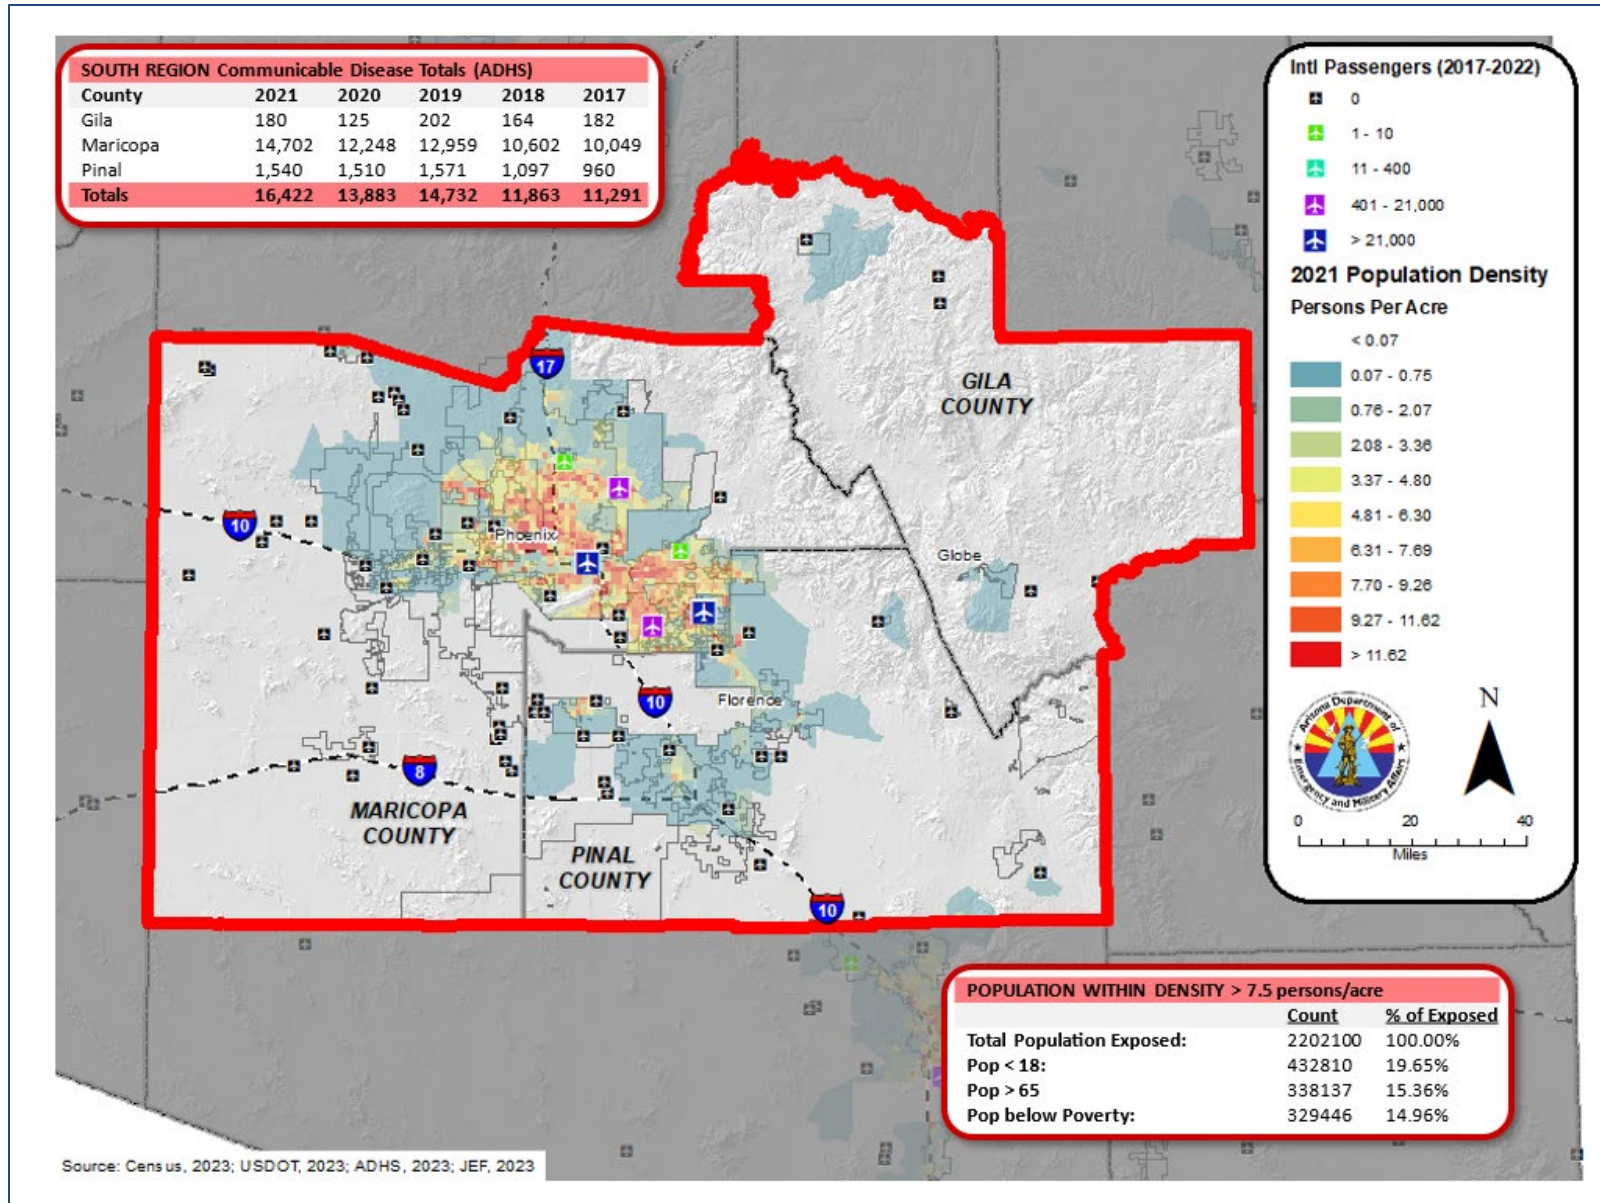 SOUTH REGION Communicable Disease Totals (ADHS)
County 2021 2020 2019 2018 2017
Gila 180 125 202 164 182
Maricopa 14,702 12,248 12,959 10,602 10,049
Pinal 1,540 1,510 1,571 1,097 960
Totals 16,422 13,883 14,732 11,863 11,291
Intl Passengers (2017-2022)
0
1 - 10
11 - 400
401 - 21,000
> 21,000
2021 Population Density
Persons Per Acre
< 0.07
0.07 - 0.75
0.76 - 2.07
2.08 - 3.36
3.37 - 4.80
4.81 - 6.30
6.31 - 7.69
7.70 - 9.26
9.27 - 11.62
> 11.62
Arizona Department of
Emergency and Military Affairs
N
0 20 40
Miles
17
GILA
COUNTY
10
Phoenix
Globe
10
Florence
8
MARICOPA
COUNTY
PINAL
COUNTY
10
POPULATION WITHIN DENSITY > 7.5 persons/acre
Count % of Exposed
Total Population Exposed: 2202100 100.00%
Pop < 18: 432810 19.65%
Pop > 65 338137 15.36%
Pop below Poverty: 329446 14.96%
Source: Census, 2023; USDOT, 2023; ADHS, 2023; JEF, 2023